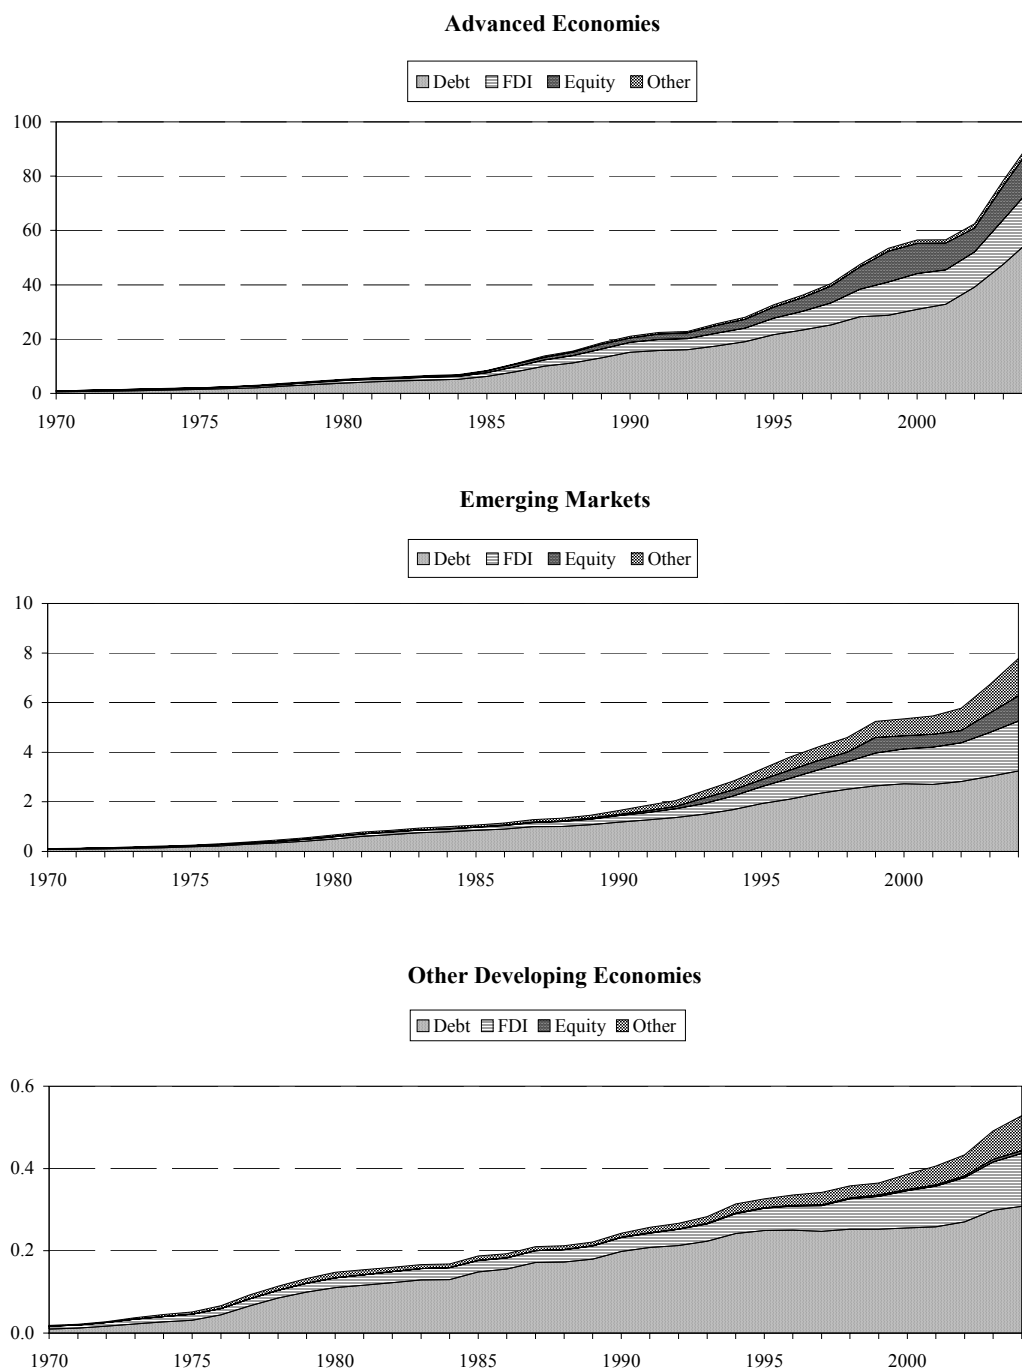 Advanced Economies
Debt FDI Equity Other
100
80
60
40
20
0
1970 1975 1980 1985 1990 1995 2000
Emerging Markets
Debt FDI Equity Other
10
8
6
4
2
0
1970 1975 1980 1985 1990 1995 2000
Other Developing Economies
Debt FDI Equity Other
0.6
0.4
0.2
0.0
1970 1975 1980 1985 1990 1995 2000